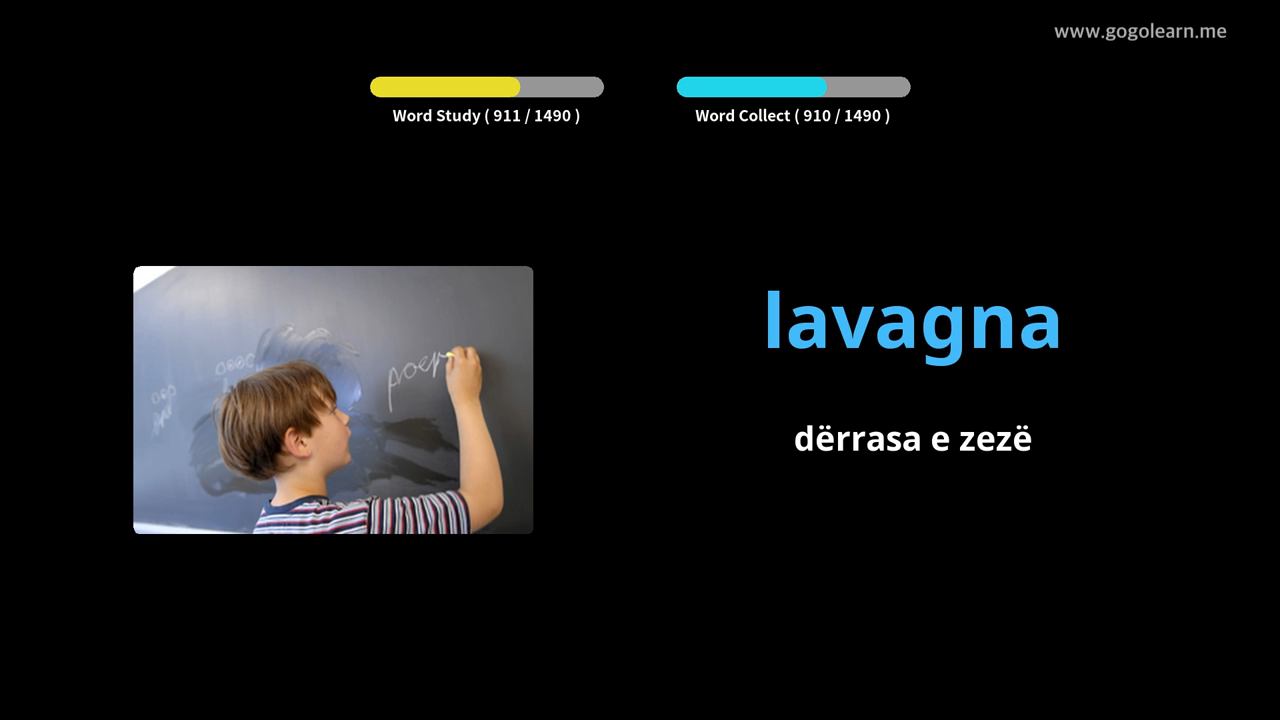 www.gogolearn.me
Word Study ( 911 / 1490 )
Word Collect ( 910 / 1490 )
lavagna
dërrasa e zezë